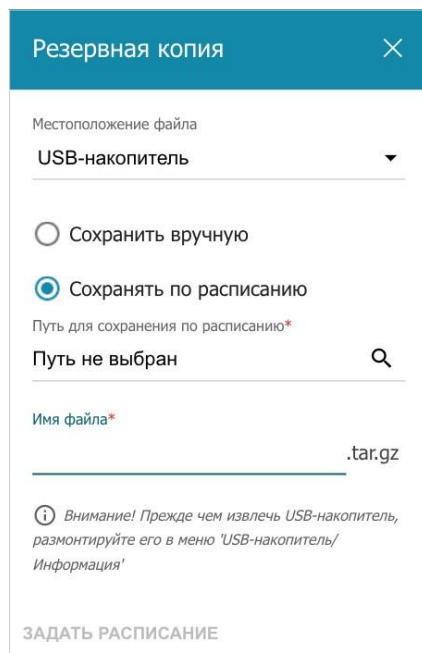 Резервная копия
Местоположение файла
USB-накопитель
Сохранить вручную
Сохранять по расписанию
Путь для сохранения по расписанию*
Путь не выбран
Имя файла*
.tar.gz
Внимание! Прежде чем извлечь USB-накопитель,
размонтируйте его в меню 'USB-накопитель/
Информация'
ЗАДАТЬ РАСПИСАНИЕ